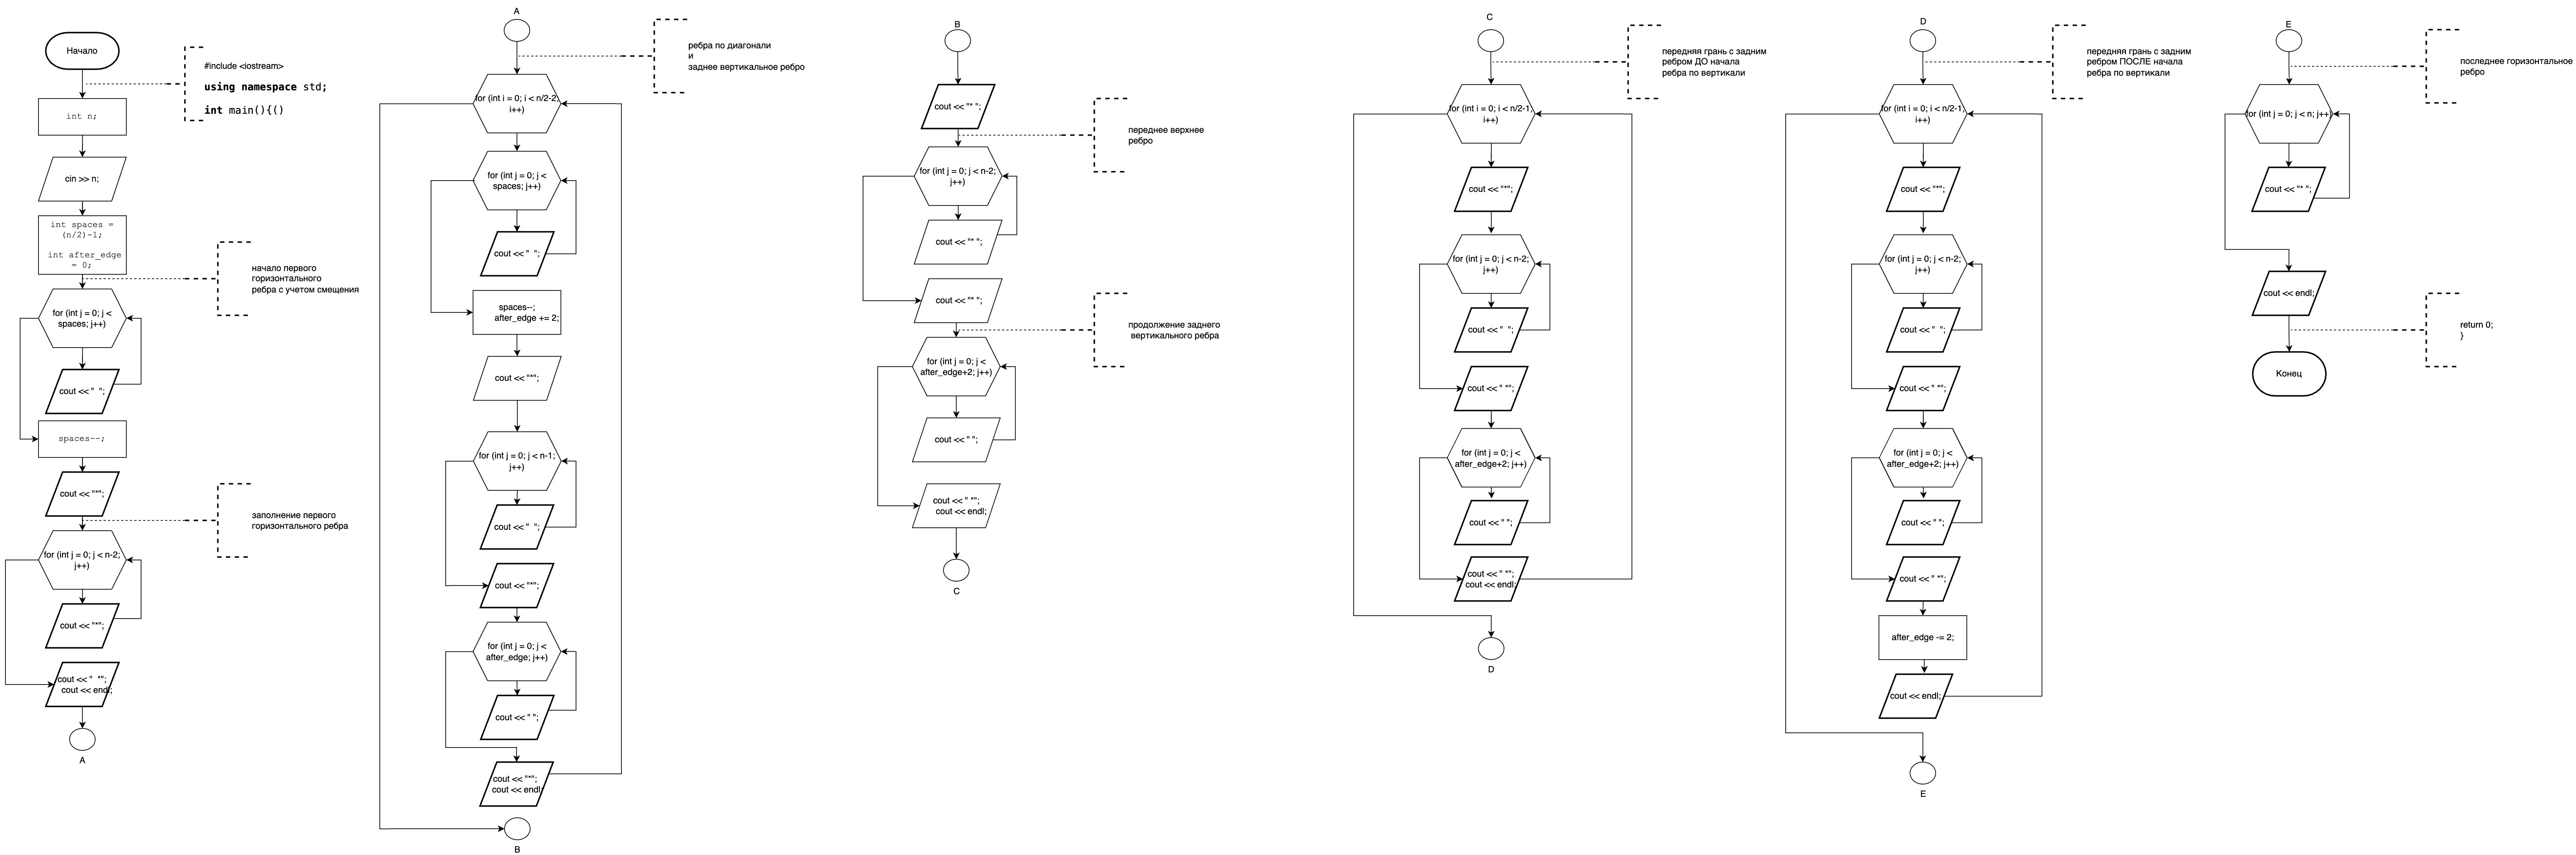 Начало
#include <iostream>
using namespace std;
int main(){()
int n;
cin >> n;
int spaces =
(n/2)-1;
int after_edge
= 0;
начало первого
горизонтального
ребра с учетом смещения
for (int j = 0; j <
spaces; j++)
cout << "  ";
spaces--;
cout << "*";
заполнение первого
горизонтального ребра
for (int j = 0; j < n-2;
j++)
cout << "*";
cout << "  *";
cout << endl;
A
A
ребра по диагонали
и
заднее вертикальное ребро
for (int i = 0; i < n/2-2;
i++)
for (int j = 0; j <
spaces; j++)
cout << "  ";
spaces--;
after_edge += 2;
cout << "*";
for (int j = 0; j < n-1;
j++)
cout << "  ";
cout << "*";
for (int j = 0; j <
after_edge; j++)
cout << " ";
cout << "*";
cout << endl;
B
B
cout << "* ";
переднее верхнее
ребро
for (int j = 0; j < n-2;
j++)
cout << "* ";
cout << "* ";
продолжение заднего
вертикального ребра
for (int j = 0; j <
after_edge+2; j++)
cout << " ";
cout << " *";
cout << endl;
C
C
передняя грань с задним
ребром ДО начала
ребра по вертикали
for (int i = 0; i < n/2-1;
i++)
cout << "*";
for (int j = 0; j < n-2;
j++)
cout << "  ";
cout << " *";
for (int j = 0; j <
after_edge+2; j++)
cout << " ";
cout << " *";
cout << endl;
D
D
передняя грань с задним
ребром ПОСЛЕ начала
ребра по вертикали
for (int i = 0; i < n/2-1;
i++)
cout << "*";
for (int j = 0; j < n-2;
j++)
cout << "  ";
cout << " *";
for (int j = 0; j <
after_edge+2; j++)
cout << " ";
cout << " *";
after_edge -= 2;
cout << endl;
E
E
последнее горизонтальное
ребро
for (int j = 0; j < n; j++)
cout << "* ";
cout << endl;
return 0;
}
Конец